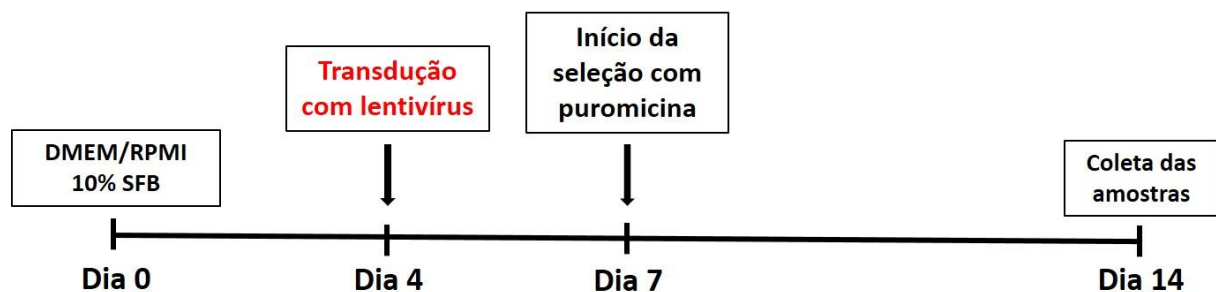 DMEM/RPMI
10% SFB
Transdução
com lentivírus
Início da
seleção com
puromicina
Coleta das
amostras
Dia 0
Dia 4
Dia 7
Dia 14